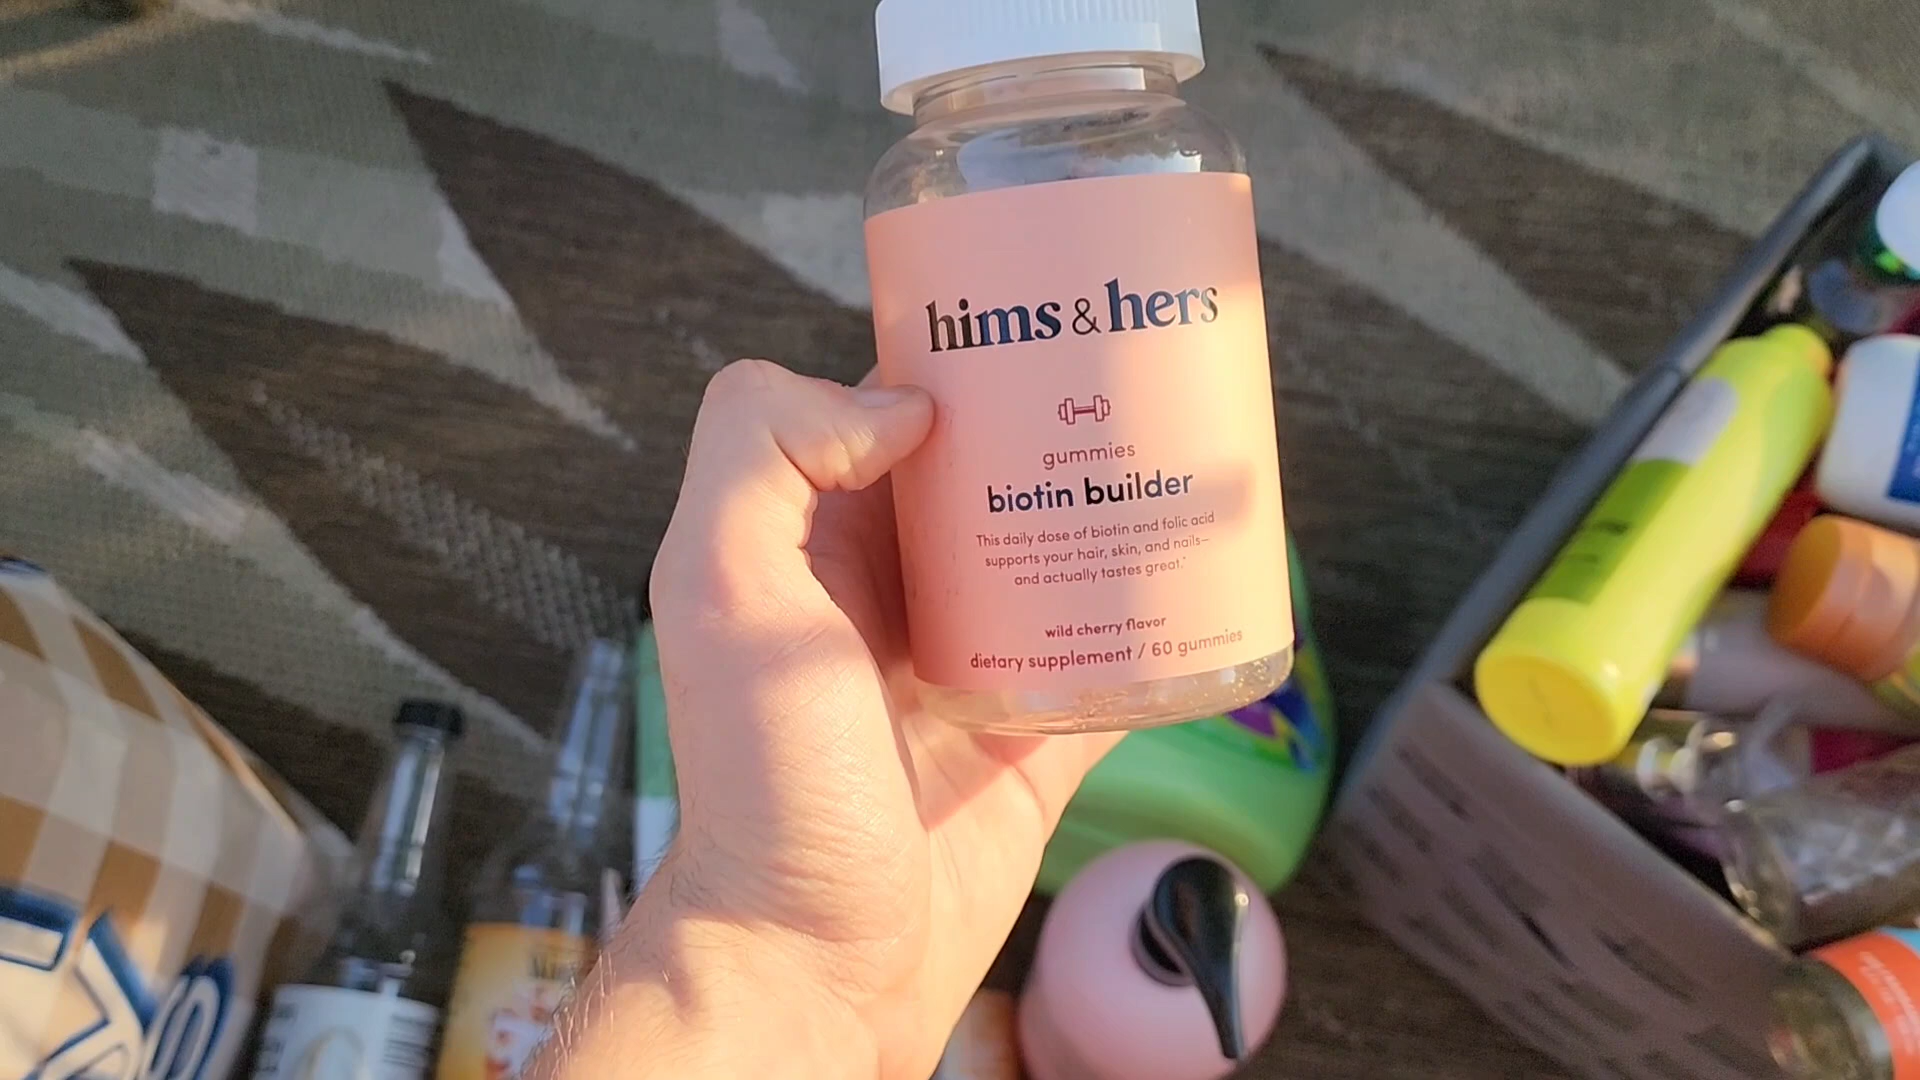 hims & hers
gummies
biotin builder
This daily dose of biotin and folic acid
supports your hair, skin, and nails—
and actually tastes great.*
wild cherry flavor
dietary supplement / 60 gummies